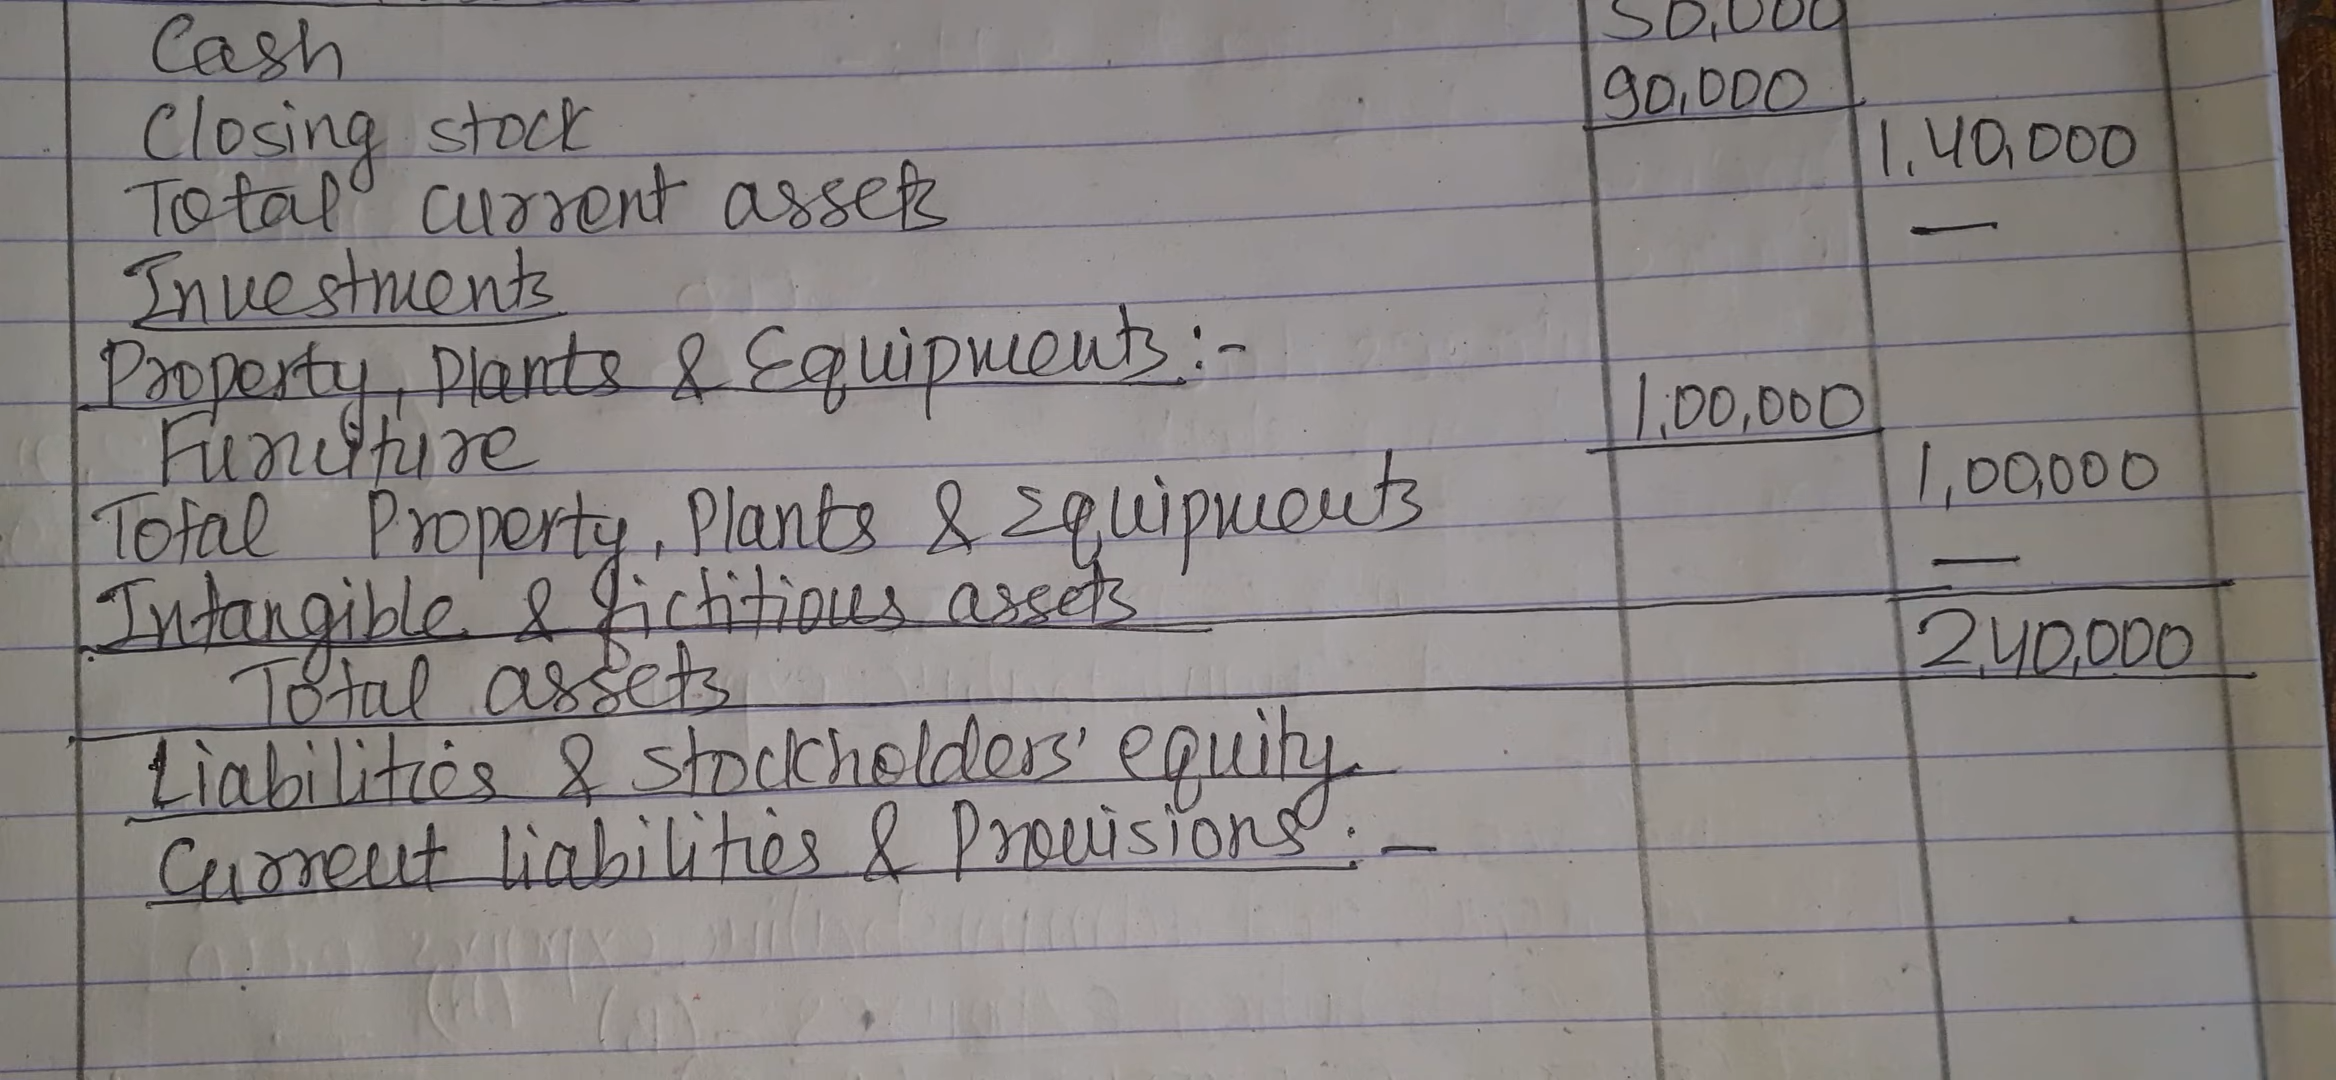 Cash 50,000
Closing stock 90,000
Total current assets 1,40,000
Investments —
Property, Plants & Equipments:-
Furniture 1,00,000
Total Property, Plants & Equipments 1,00,000
Intangible & fictitious assets —
Total assets 2,40,000
Liabilities & stockholders' equity
Current liabilities & Provisions:-